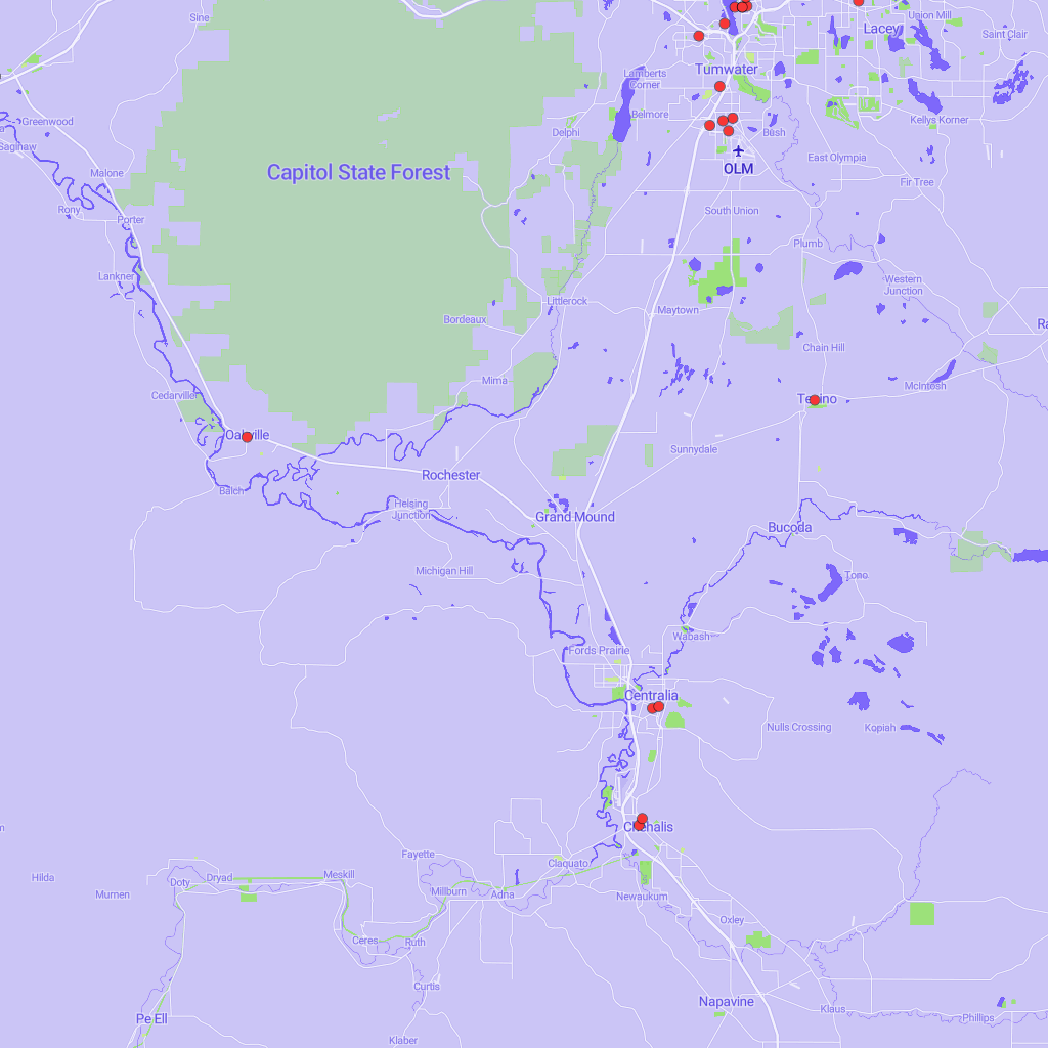 Sine
Union Mill
Lacey
Saint Clair
Tumwater
Lamberts
Corner
Greenwood
Belmore
Kellys Korner
Delphi
Bush
Saginaw
East Olympia
OLM
Malone
Capitol State Forest
Fir Tree
Rony
Porter
South Union
Plumb
Lankner
Western
Junction
Littlerock
Maytown
Bordeaux
Ra
Chain Hill
Mima
McIntosh
Cedarville
Tenino
Oakville
Sunnydale
Rochester
Balch
Helsing
Junction
Grand Mound
Bucoda
Michigan Hill
Tono
Wabash
Fords Prairie
Centralia
Nulls Crossing
Kopiah
n
Chehalis
Fayette
Claquato
Hilda
Dryad
Meskill
Doty
Murnen
Millburn
Adna
Newaukum
Oxley
Ceres
Ruth
Curtis
Napavine
Klaus
Pe Ell
Phillips
Klaber